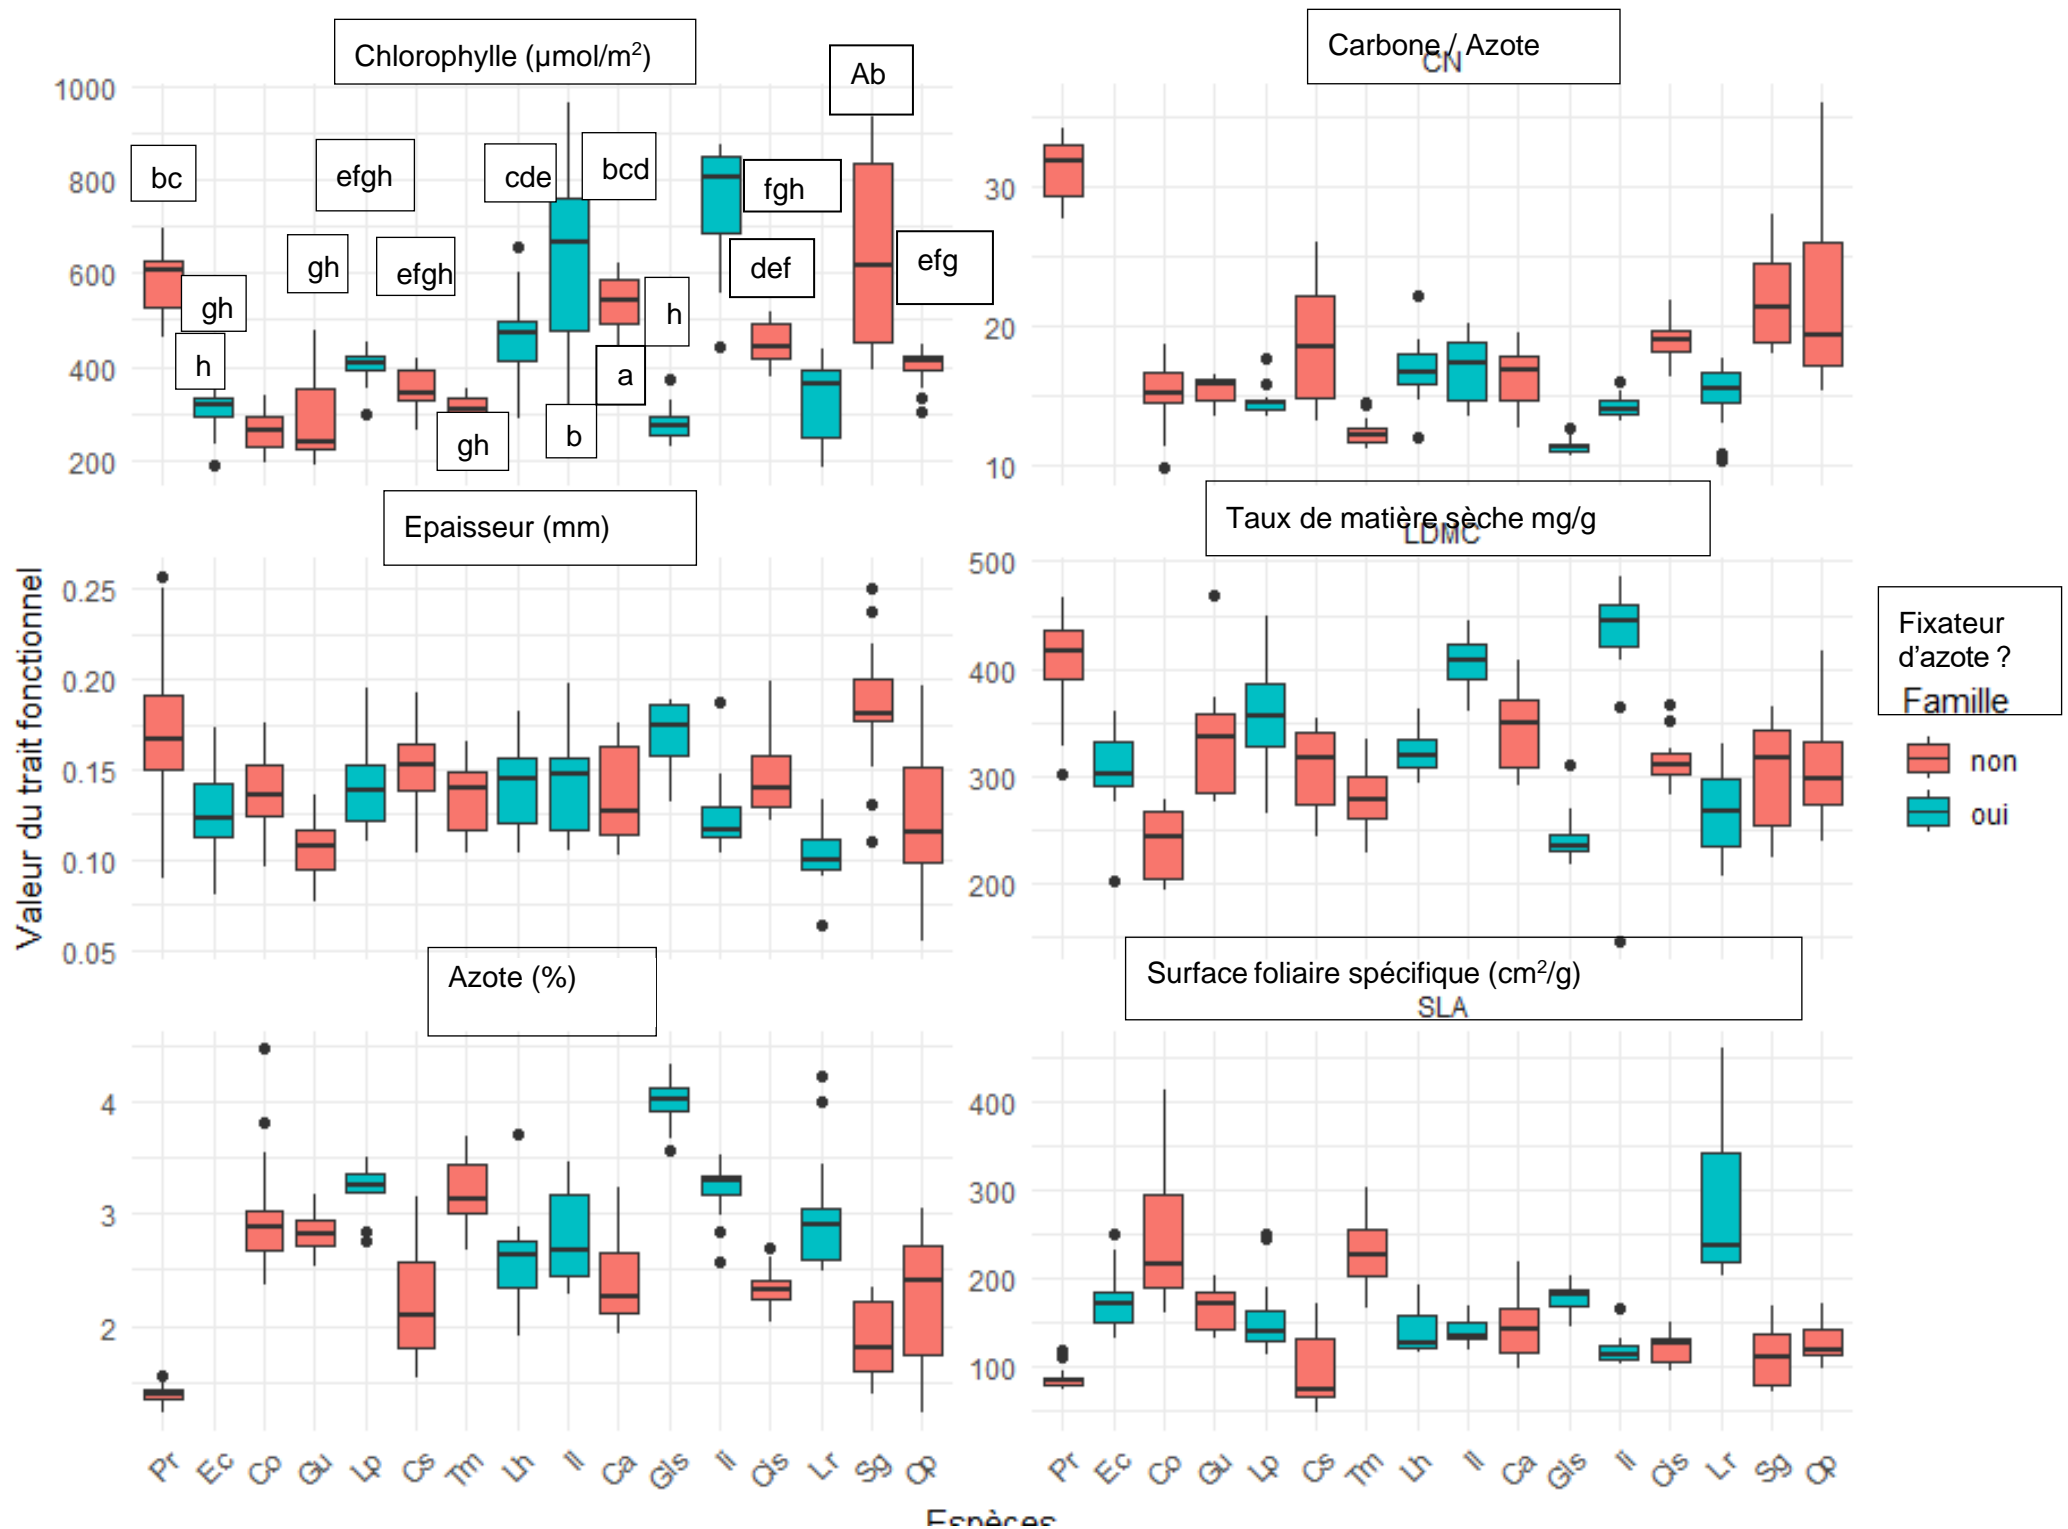 Chlorophylle (µmol/m²)
Carbone / Azote
CN
Ab
1000
800
600
400
200
bc
efgh
cde
bcd
fgh
gh
gh
efgh
h
def
efg
h
a
gh
b
30
20
10
Epaisseur (mm)
Taux de matière sèche mg/g
LDMC
Valeur du trait fonctionnel
0.25
0.20
0.15
0.10
0.05
500
400
300
200
Fixateur
d'azote ?
Famille
non
oui
Azote (%)
Surface foliaire spécifique (cm²/g)
SLA
4
3
2
400
300
200
100
Pr Ec Co Gu Lp Cs Tm Lh Il Ca Gls Ii Ols Lr Sg Op
Pr Ec Co Gu Lp Cs Tm Lh Il Ca Gls Ii Ols Lr Sg Op
Espèces